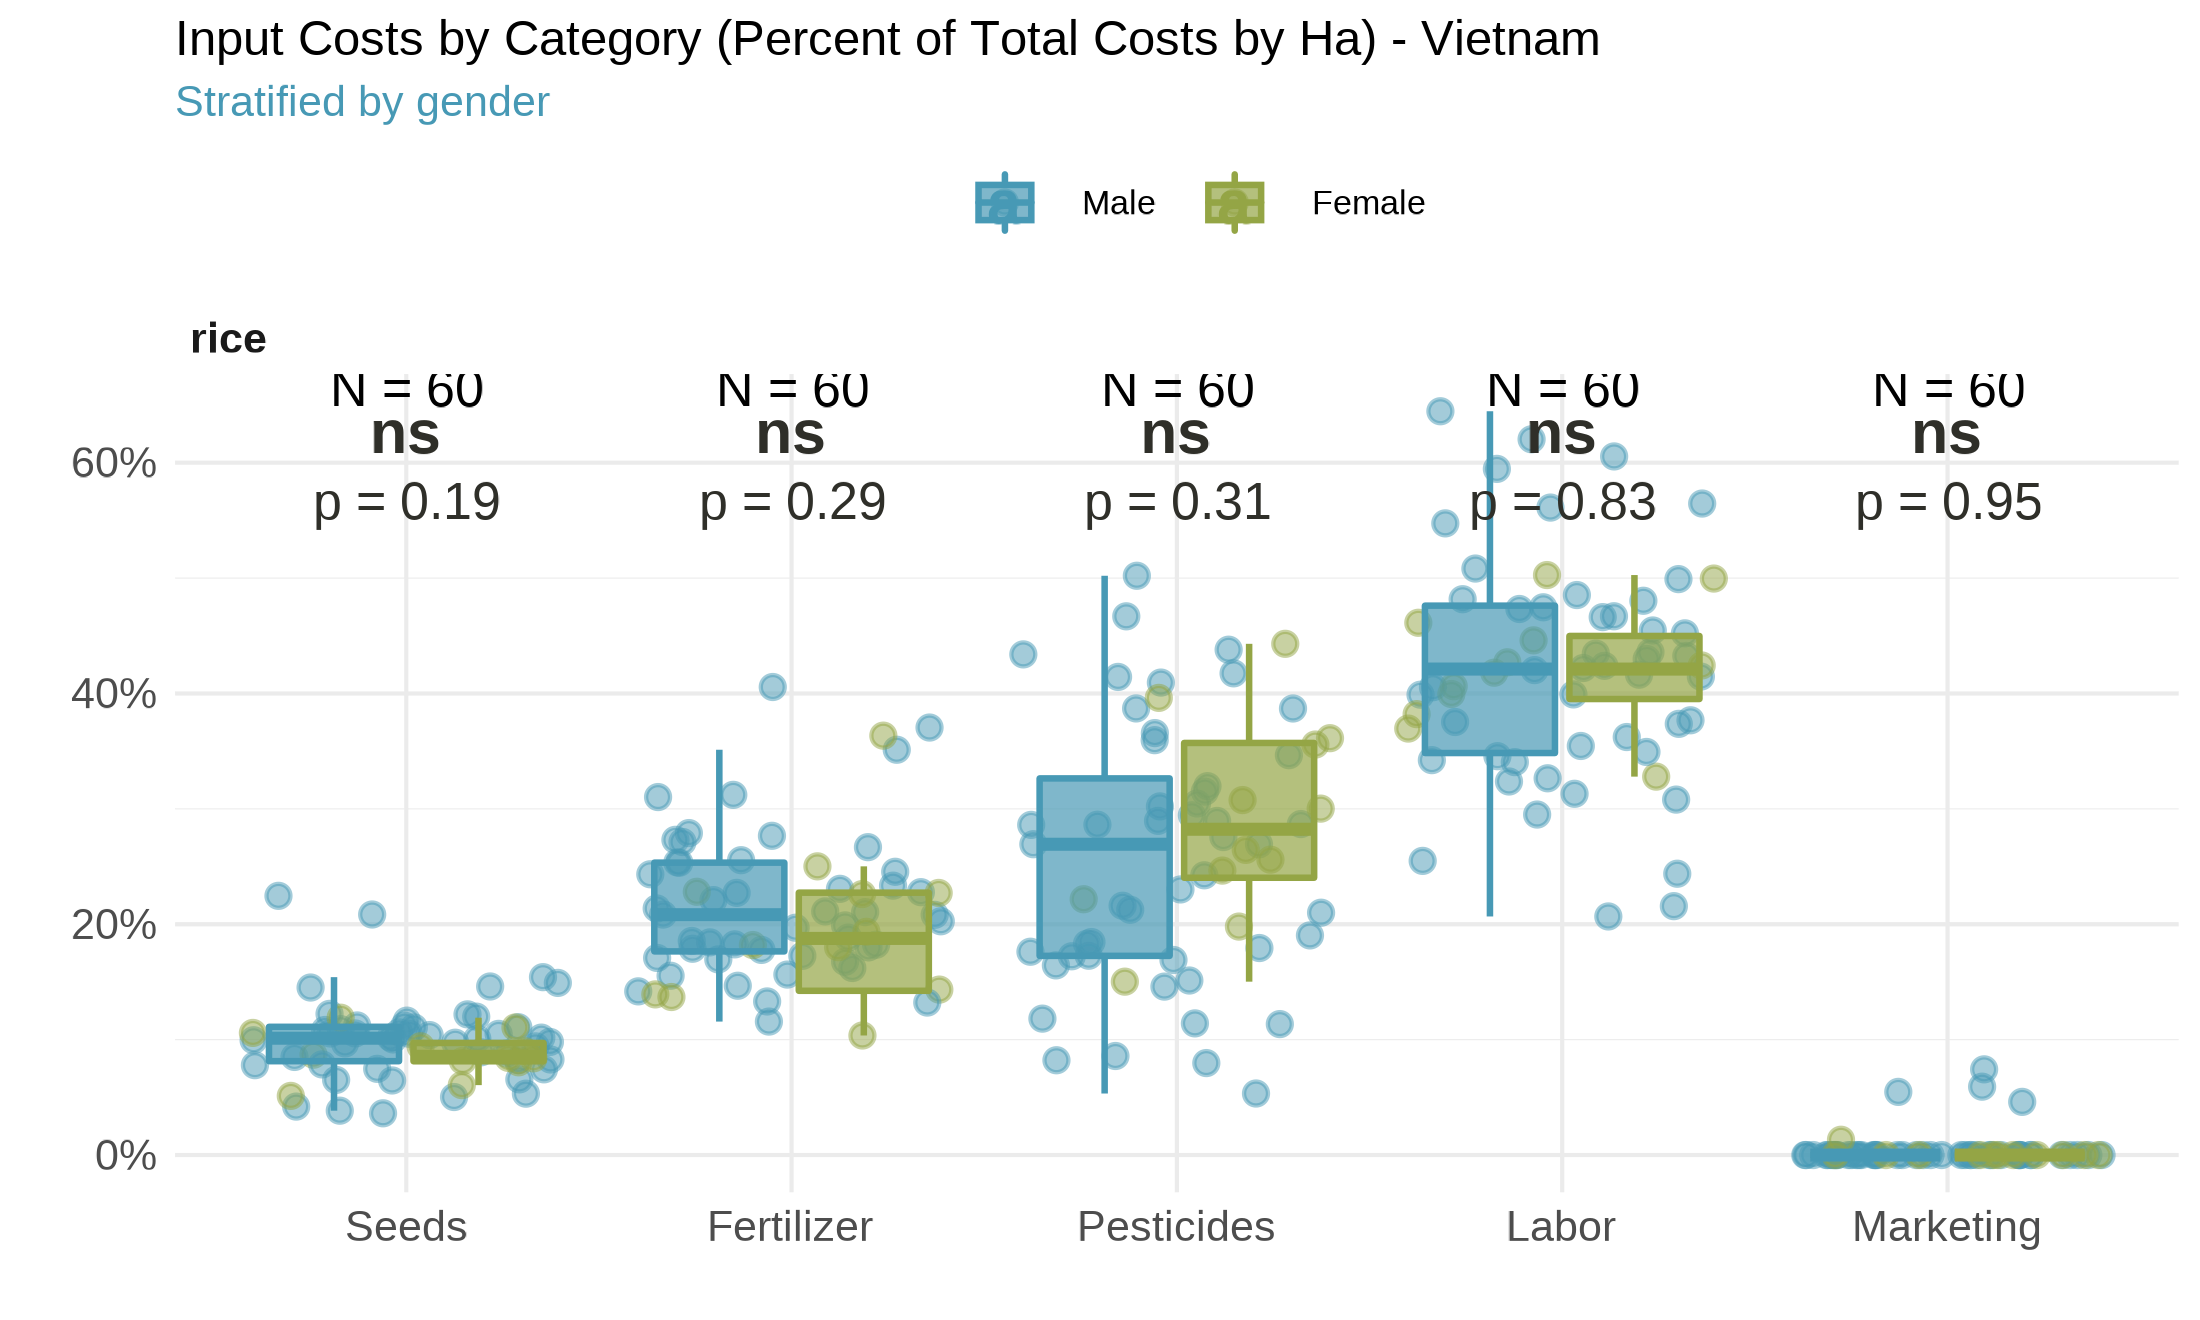 Input Costs by Category (Percent of Total Costs by Ha) - Vietnam
Stratified by gender
Male Female
rice
N = 60 N = 60 N = 60 N = 60 N = 60
ns ns ns ns ns
60%
p = 0.19 p = 0.29 p = 0.31 p = 0.83 p = 0.95
40%
20%
0%
Seeds Fertilizer Pesticides Labor Marketing